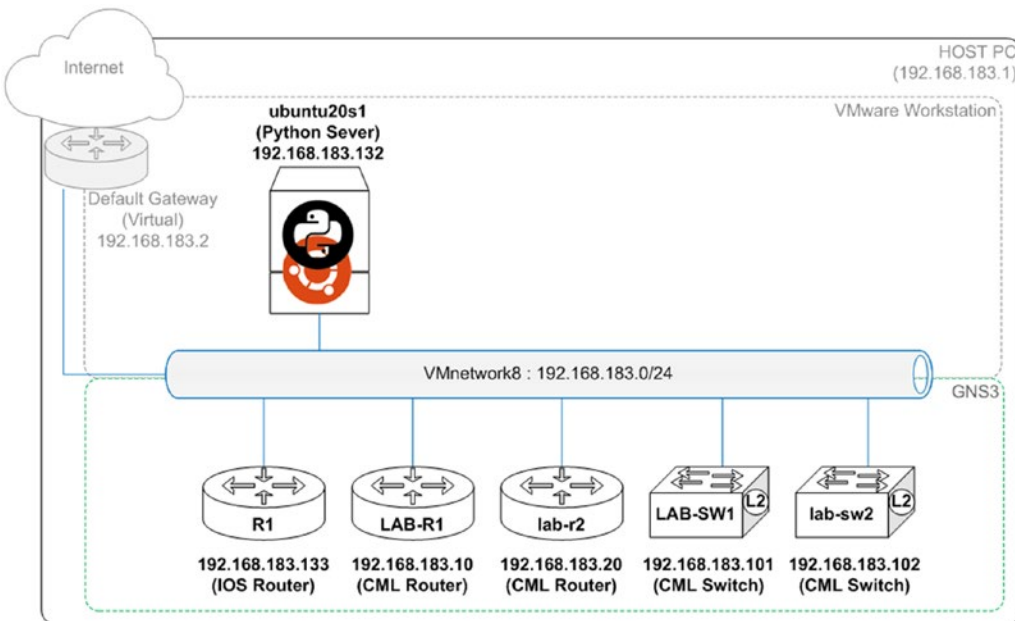 Internet
HOST PC
(192.168.183.1)
VMware Workstation
ubuntu20s1
(Python Sever)
192.168.183.132
Default Gateway
(Virtual)
192.168.183.2
VMnetwork8 : 192.168.183.0/24
GNS3
R1
192.168.183.133
(IOS Router)
LAB-R1
192.168.183.10
(CML Router)
lab-r2
192.168.183.20
(CML Router)
LAB-SW1
L2
192.168.183.101
(CML Switch)
lab-sw2
L2
192.168.183.102
(CML Switch)